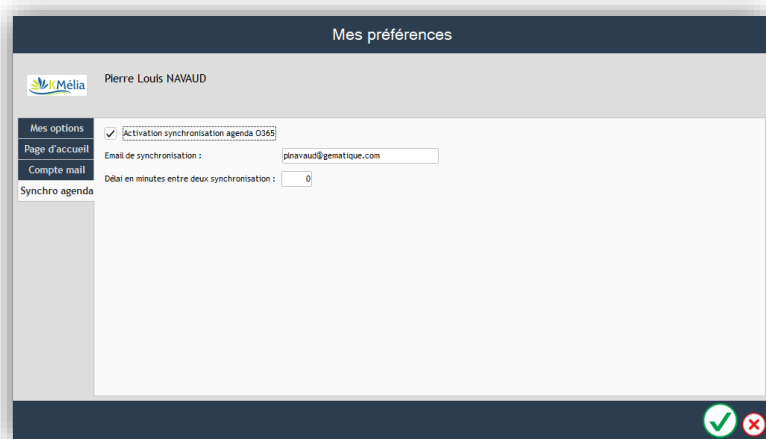 Mes préférences
KMélia
Pierre Louis NAVAUD
Mes options
Page d'accueil
Compte mail
Synchro agenda
Activation synchronisation agenda O365
Email de synchronisation :
plnavaud@gematique.com
Délai en minutes entre deux synchronisation :
0